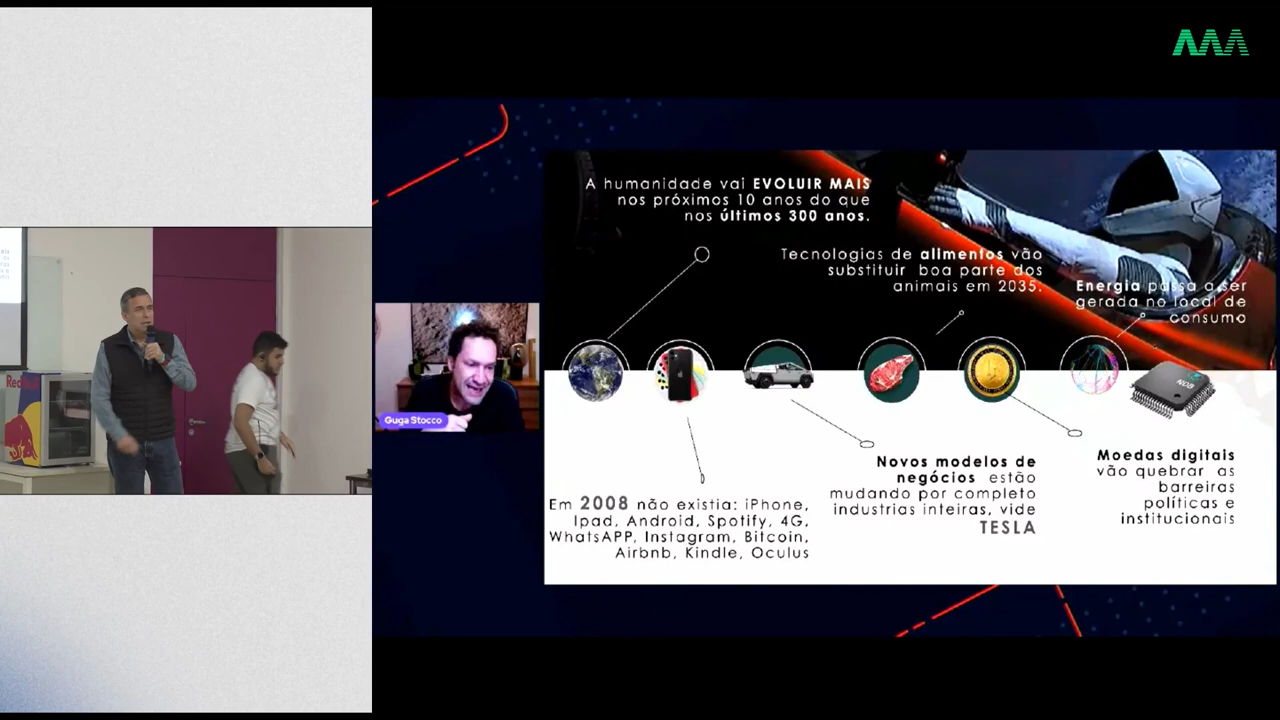 A humanidade vai EVOLUIR MAIS
nos próximos 10 anos do que
nos últimos 300 anos.
Tecnologias de alimentos vão
substituir boa parte dos
animais em 2035.
Energia passa a ser
gerada no local de
consumo
Red
Guga Stocco
Em 2008 não existia: iPhone,
Ipad, Android, Spotify, 4G,
WhatsAPP, Instagram, Bitcoin,
Airbnb, Kindle, Oculus
Novos modelos de
negócios estão
mudando por completo
industrias inteiras, vide
TESLA
Moedas digitais
vão quebrar as
barreiras
políticas e
institucionais